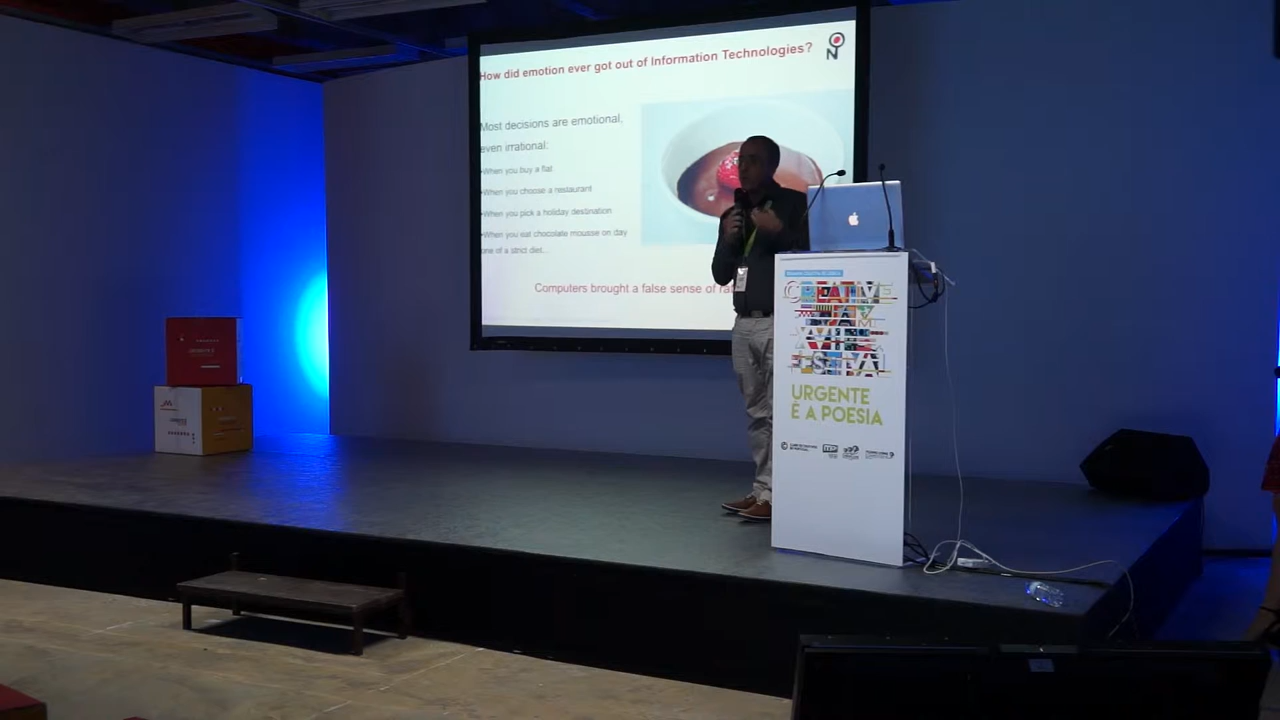 How did emotion ever got out of Information Technologies?
N
Most decisions are emotional,
even irrational:
•When you buy a flat
•When you choose a restaurant
•When you pick a holiday destination
•When you eat chocolate mousse on day
one of a strict diet...
Computers brought a false sense of
CREATIVE
URGENTE
É A POESIA